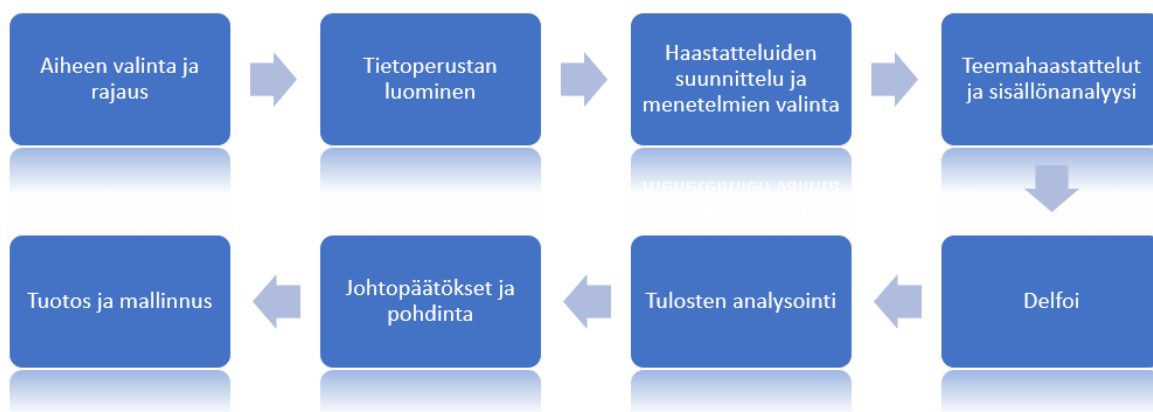 Aiheen valinta ja
rajaus
Tietoperustan
luominen
Haastatteluiden
suunnittelu ja
menetelmien valinta
Teemahaastattelut
ja sisällönanalyysi
Delfoi
Tulosten analysointi
Johtopäätökset ja
pohdinta
Tuotos ja mallinnus